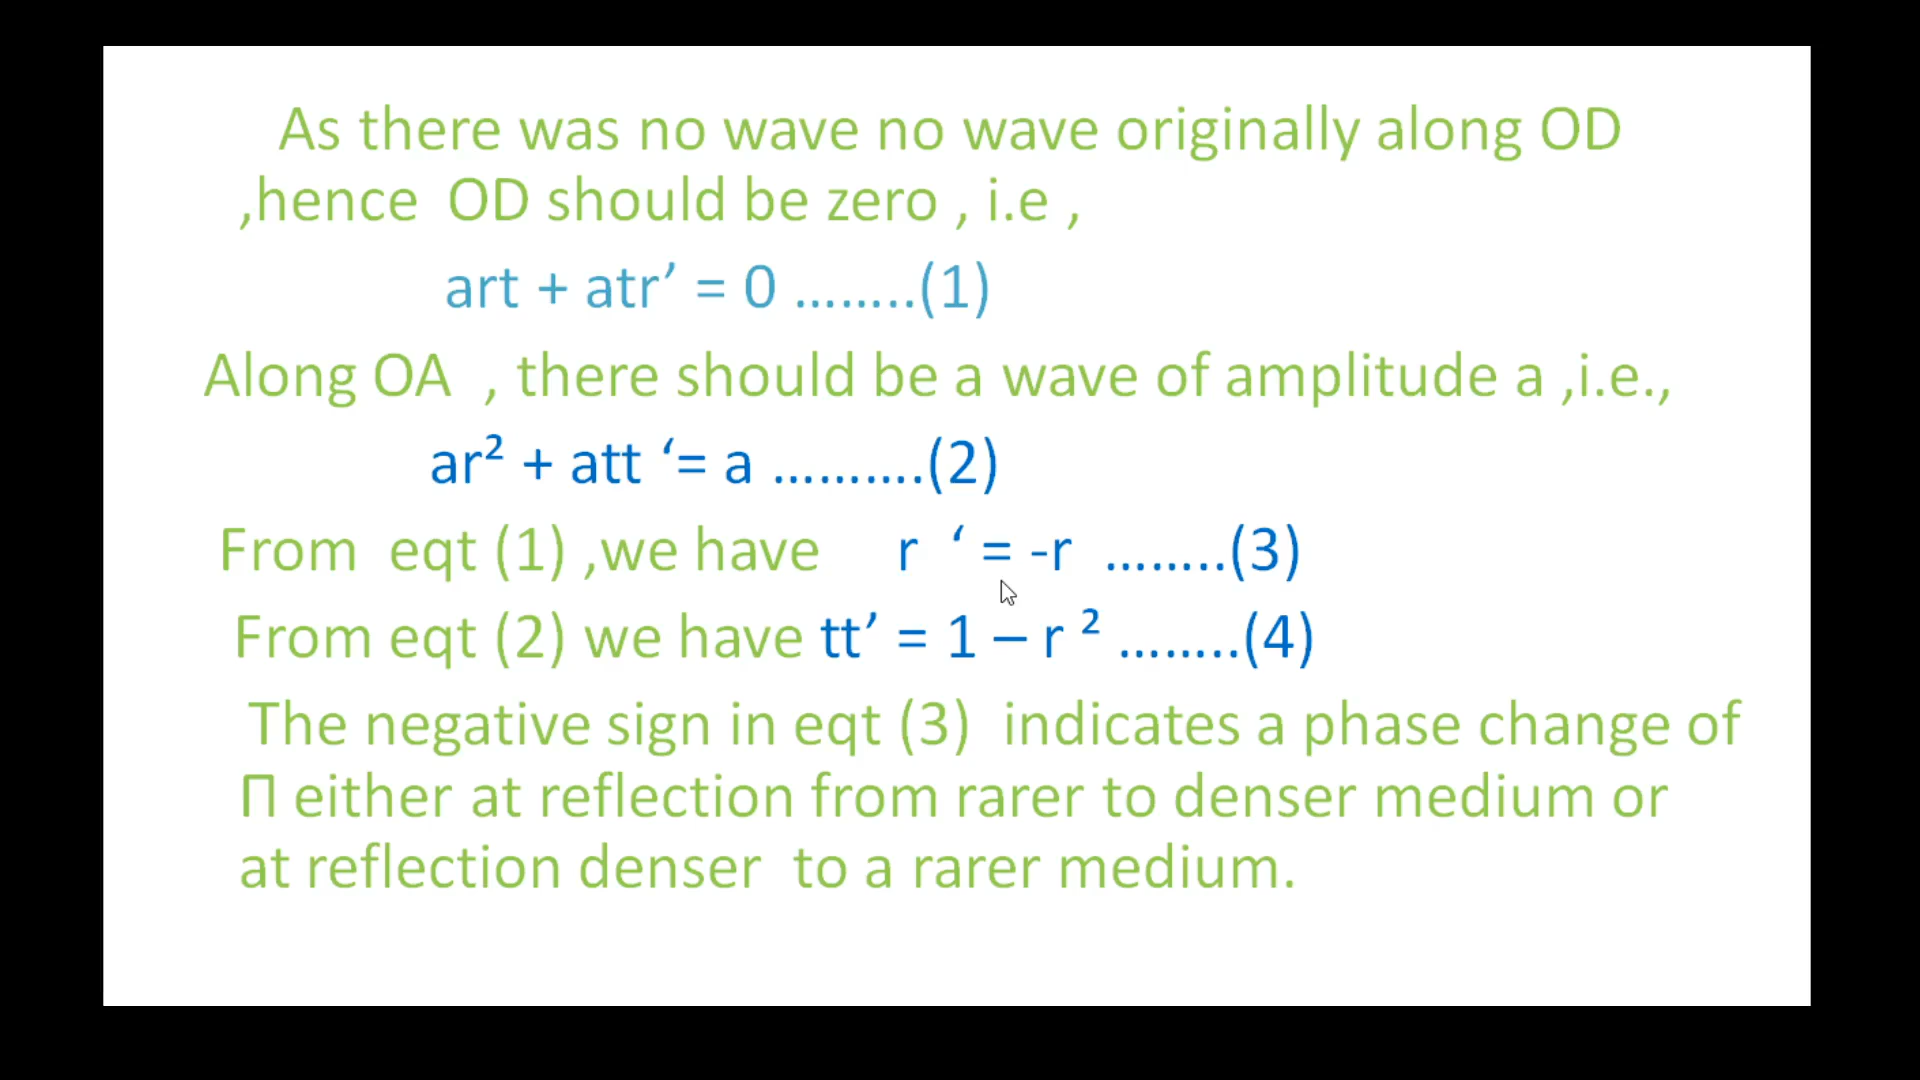 As there was no wave no wave originally along OD
,hence OD should be zero , i.e ,
art + atr’ = 0 ……..(1)
Along OA , there should be a wave of amplitude a ,i.e.,
ar² + att ‘= a ……….(2)
From eqt (1) ,we have r ‘ = -r ……..(3)
From eqt (2) we have tt’ = 1 – r ² ……..(4)
The negative sign in eqt (3) indicates a phase change of
Π either at reflection from rarer to denser medium or
at reflection denser to a rarer medium.